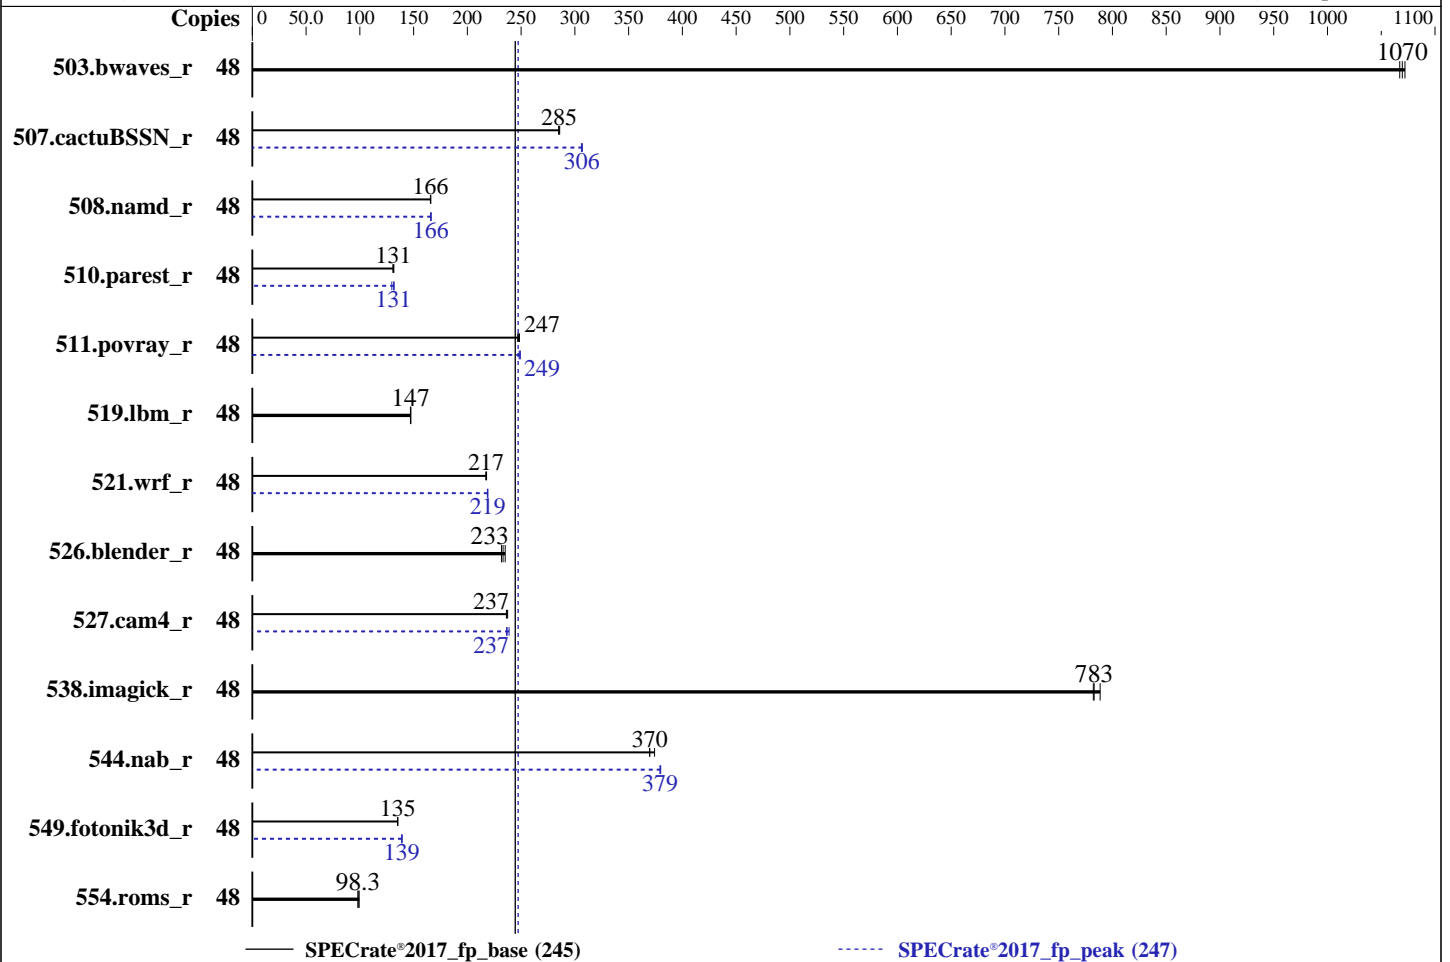 Copies 0 50.0 100 150 200 250 300 350 400 450 500 550 600 650 700 750 800 850 900 950 1000 1100
1070
503.bwaves_r 48
285
507.cactuBSSN_r 48
306
166
508.namd_r 48
166
131
510.parest_r 48
131
247
511.povray_r 48
249
147
519.lbm_r 48
217
521.wrf_r 48
219
233
526.blender_r 48
237
527.cam4_r 48
237
783
538.imagick_r 48
370
544.nab_r 48
379
135
549.fotonik3d_r 48
139
98.3
554.roms_r 48
SPECrate®2017_fp_base (245) SPECrate®2017_fp_peak (247)